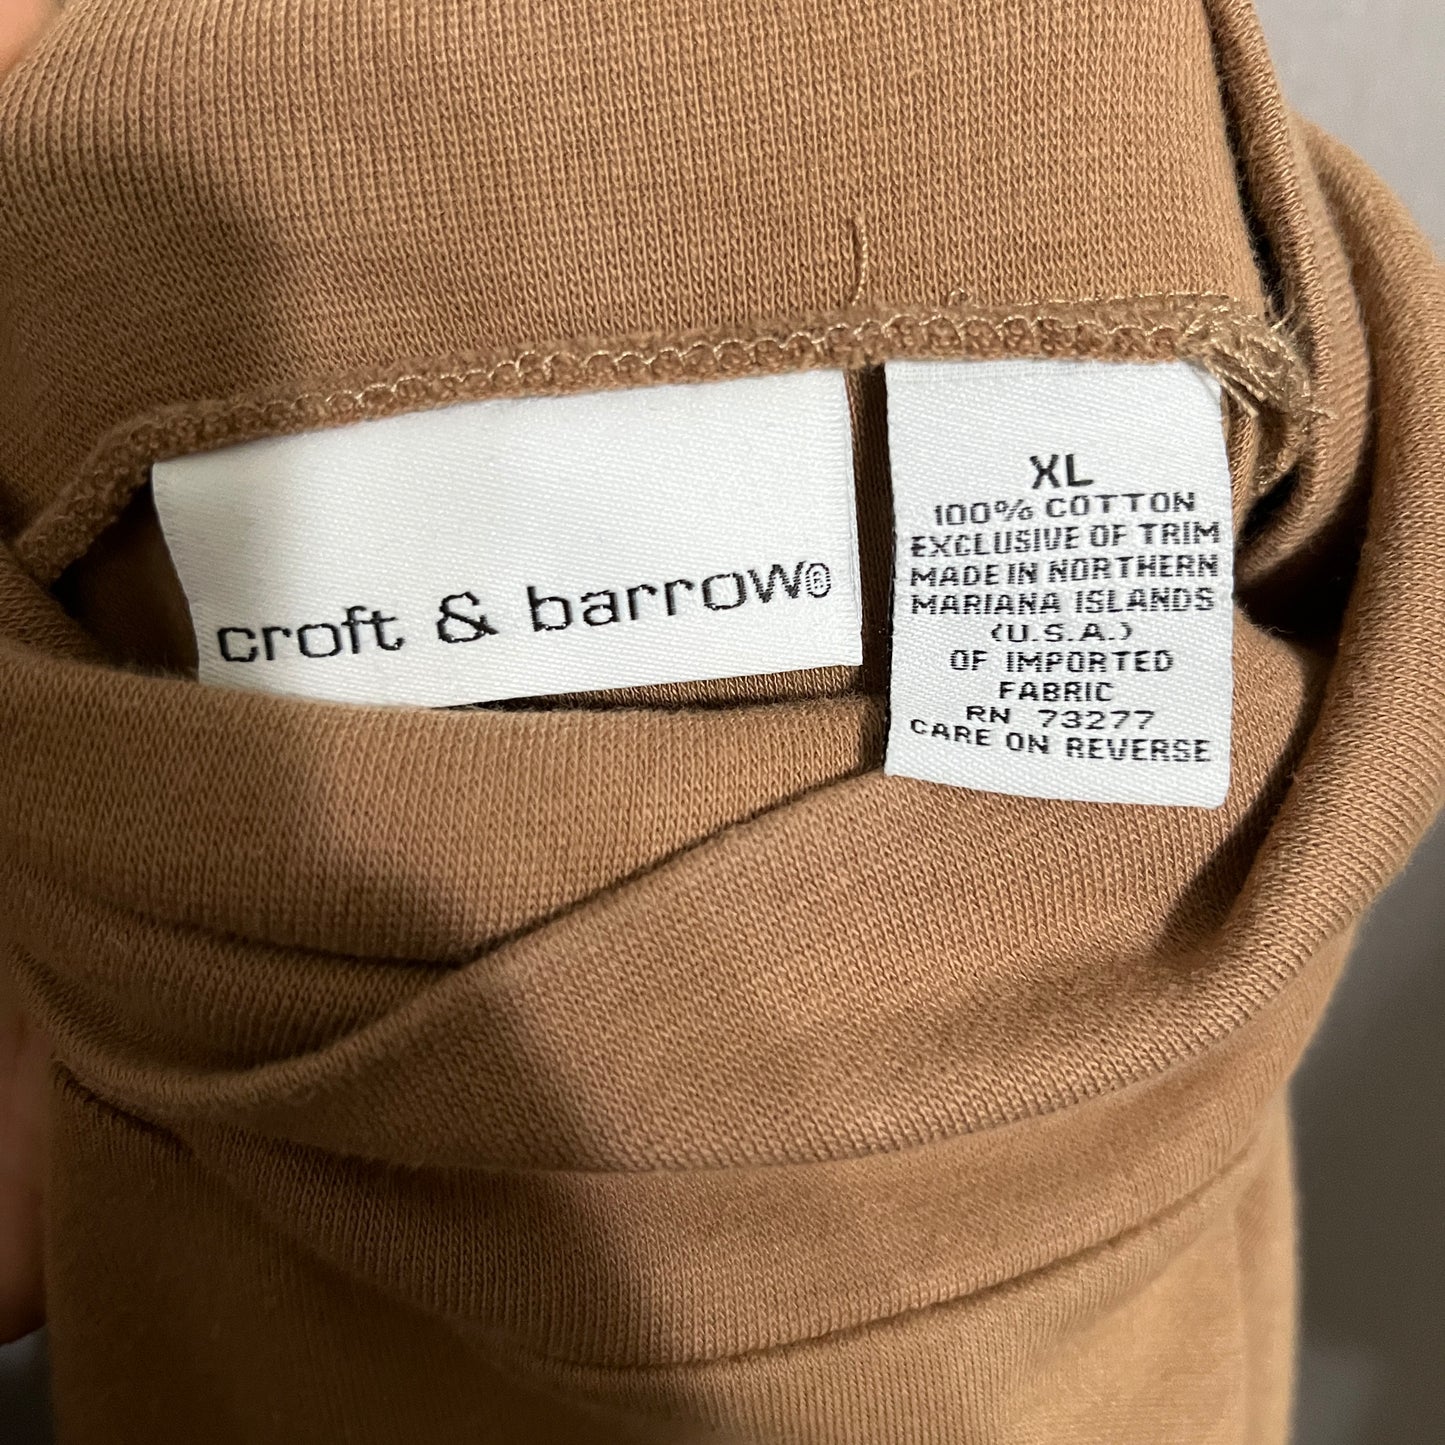 croft & barrow®
XL
100% COTTON
EXCLUSIVE OF TRIM
MADE IN NORTHERN
MARIANA ISLANDS
(U.S.A.)
OF IMPORTED
FABRIC
RN 73277
CARE ON REVERSE